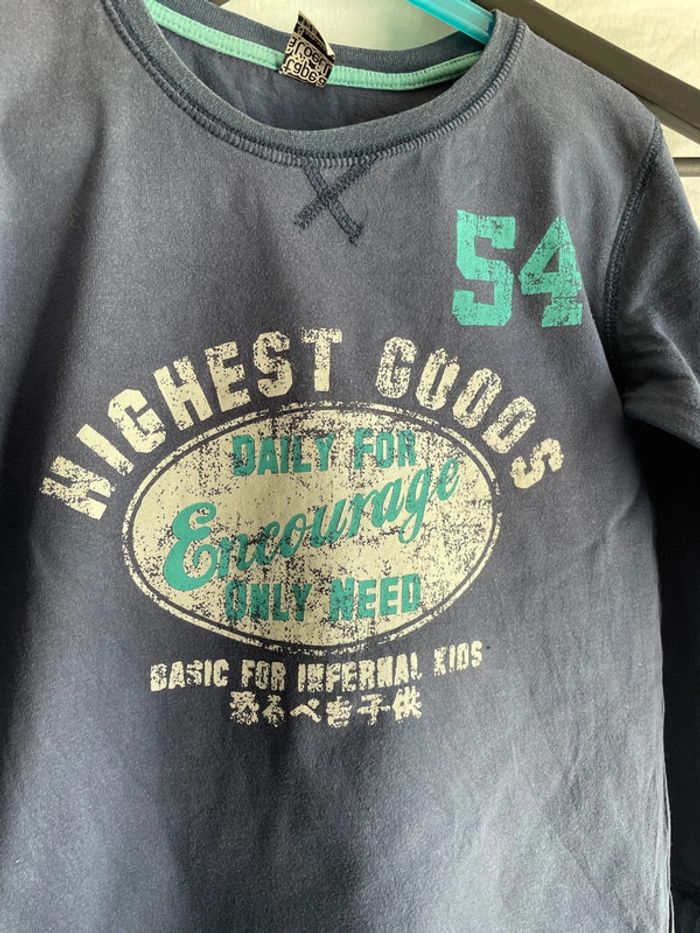 54
HIGHEST GOODS
DAILY FOR
Encourage
ONLY NEED
BASIC FOR INFERNAL KIDS
恐るべき子供